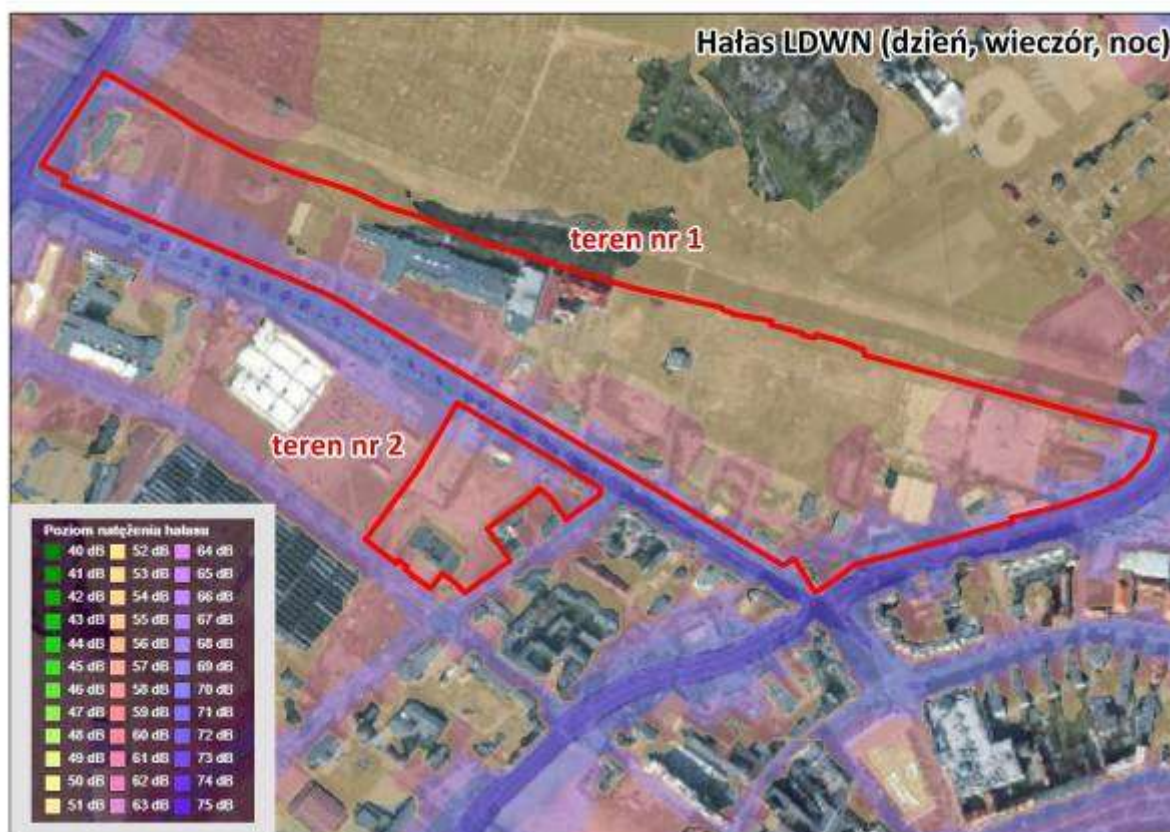 Hałas LDWN (dzień, wieczór, noc)
teren nr 1
teren nr 2
Poziom natężenia hałasu
40 dB 52 dB 64 dB
41 dB 53 dB 65 dB
42 dB 54 dB 66 dB
43 dB 55 dB 67 dB
44 dB 56 dB 68 dB
45 dB 57 dB 69 dB
46 dB 58 dB 70 dB
47 dB 59 dB 71 dB
48 dB 60 dB 72 dB
49 dB 61 dB 73 dB
50 dB 62 dB 74 dB
51 dB 63 dB 75 dB